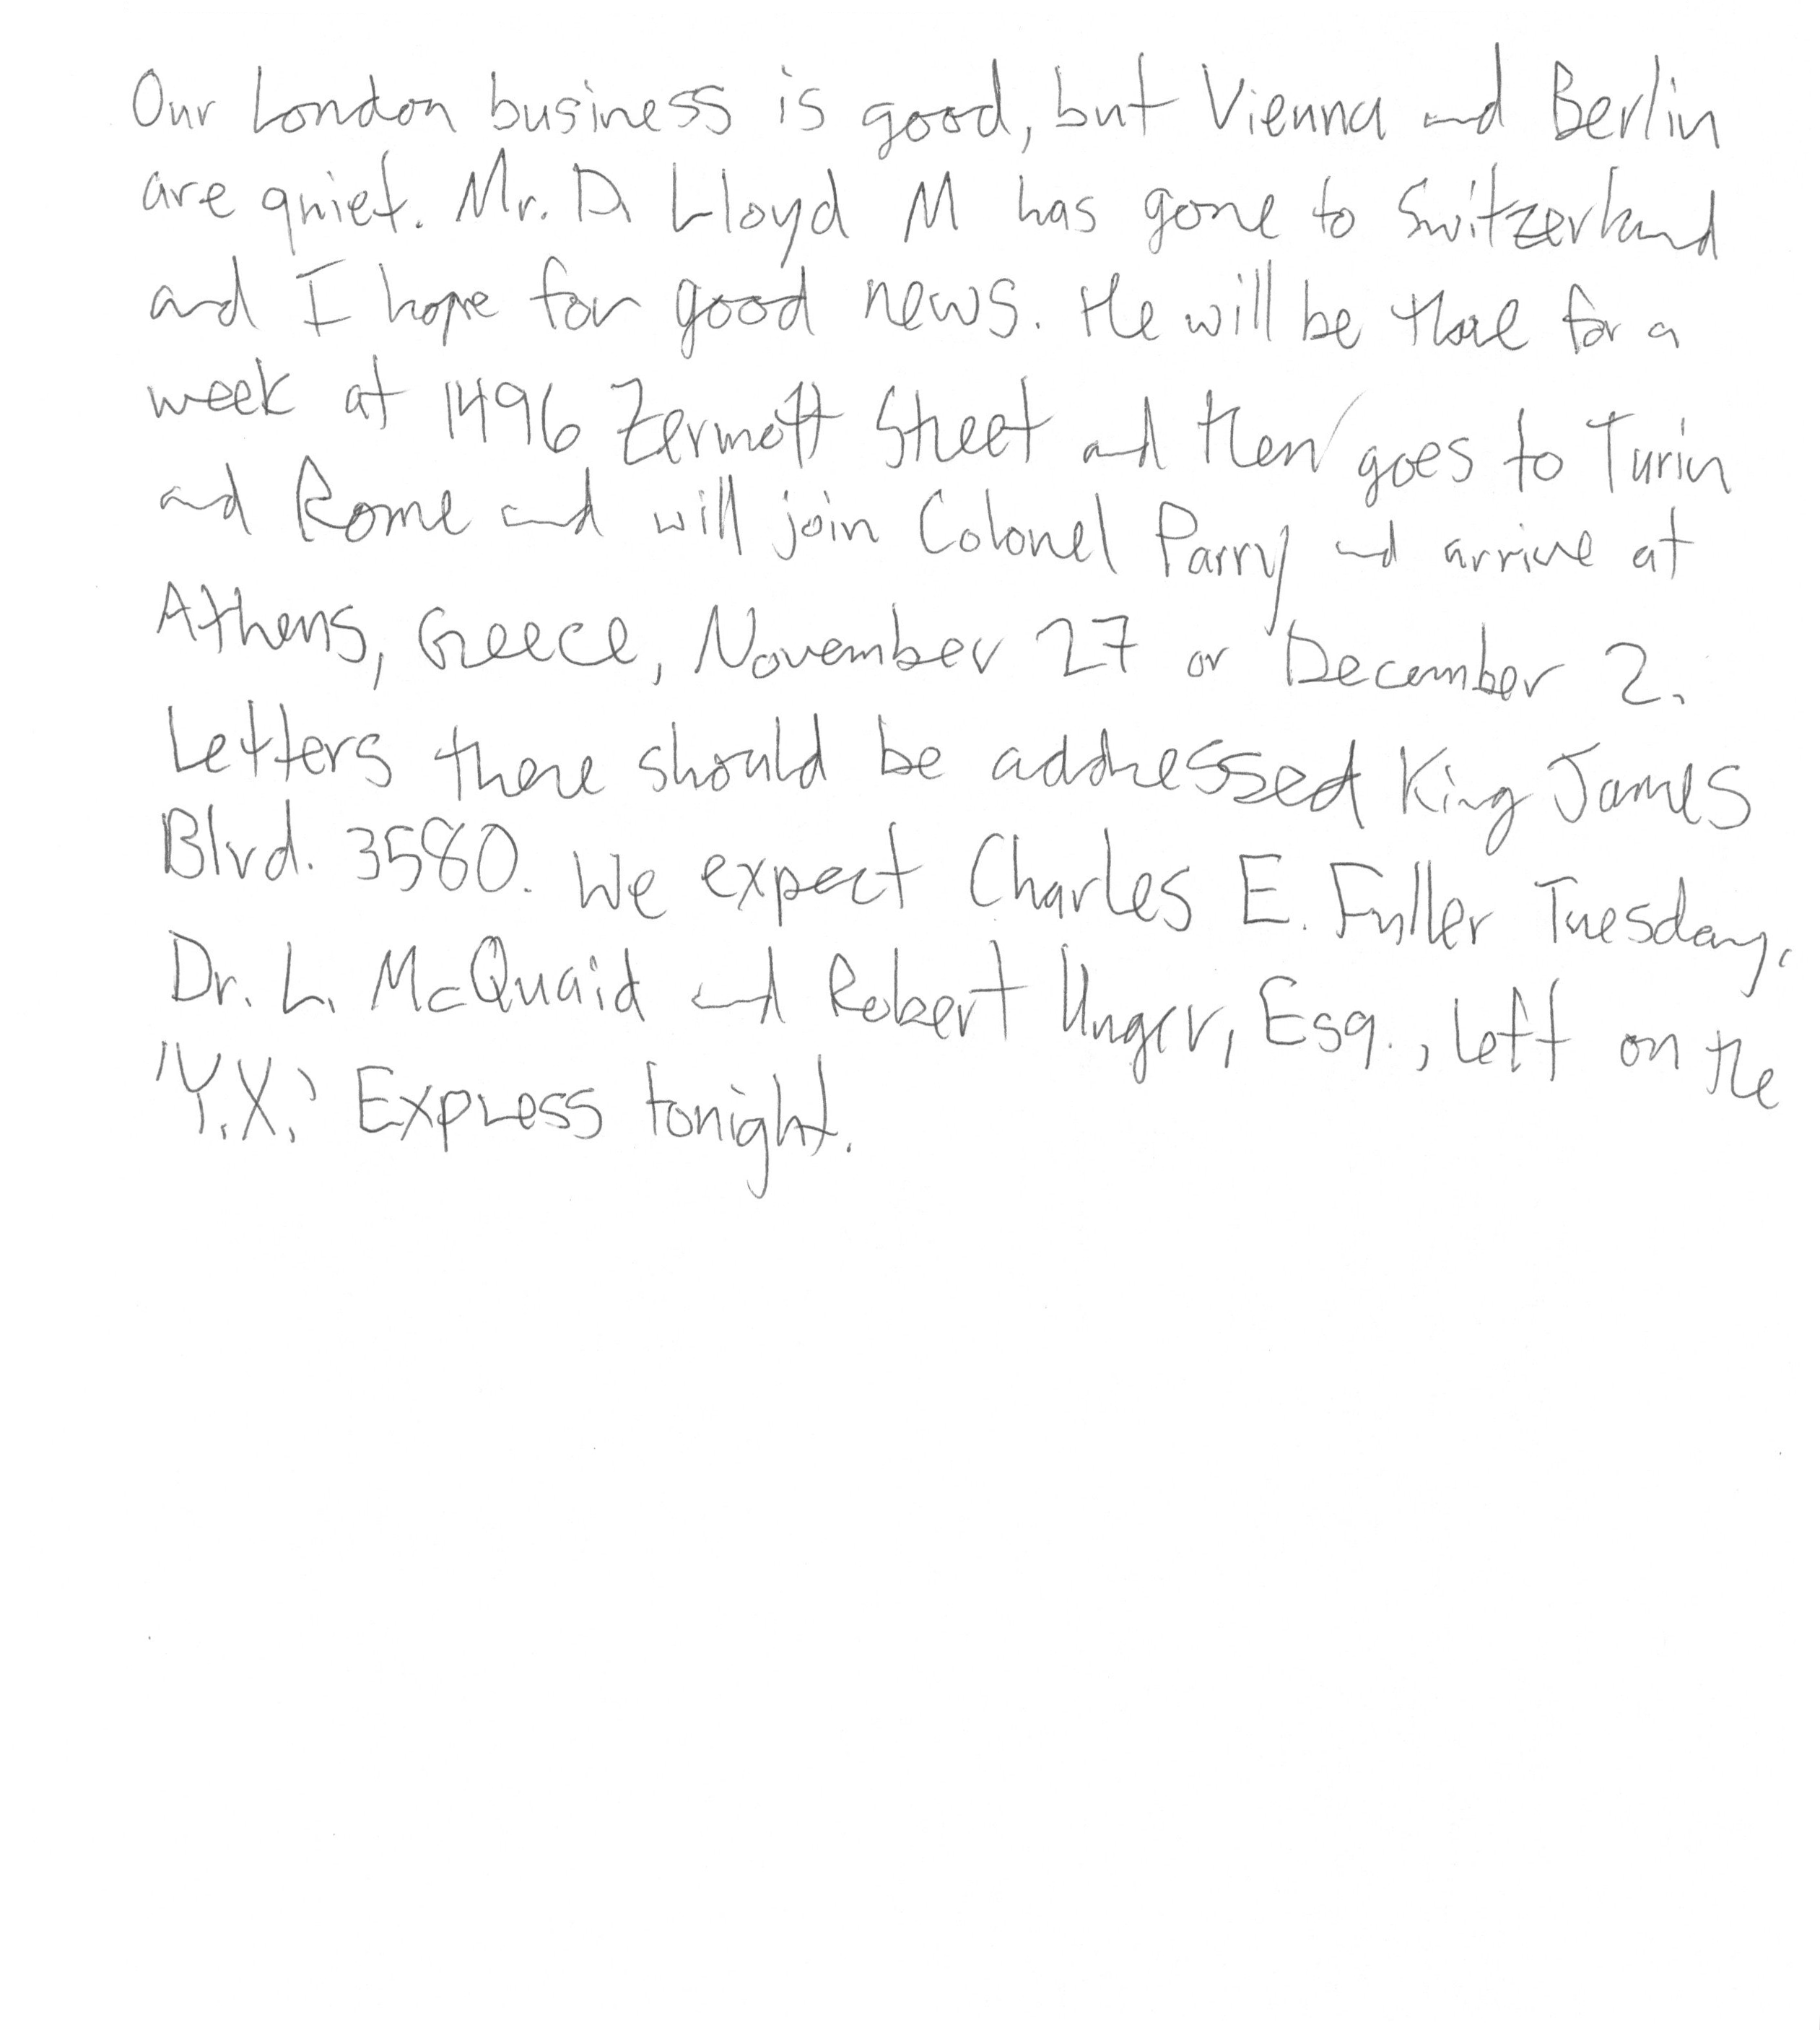 Our London business is good, but Vienna and Berlin
are quiet. Mr. D. Lloyd M has gone to Switzerland
and I hope for good news. He will be there for a
week at 1496 Zermott Street and then goes to Turin
and Rome and will join Colonel Parry and arrive at
Athens, Greece, November 27 or December 2.
Letters there should be addressed King James
Blvd. 3580. We expect Charles E. Fuller Tuesday.
Dr. L. McQuaid and Robert Unger, Esq., left on the
'Y.X.' Express tonight.